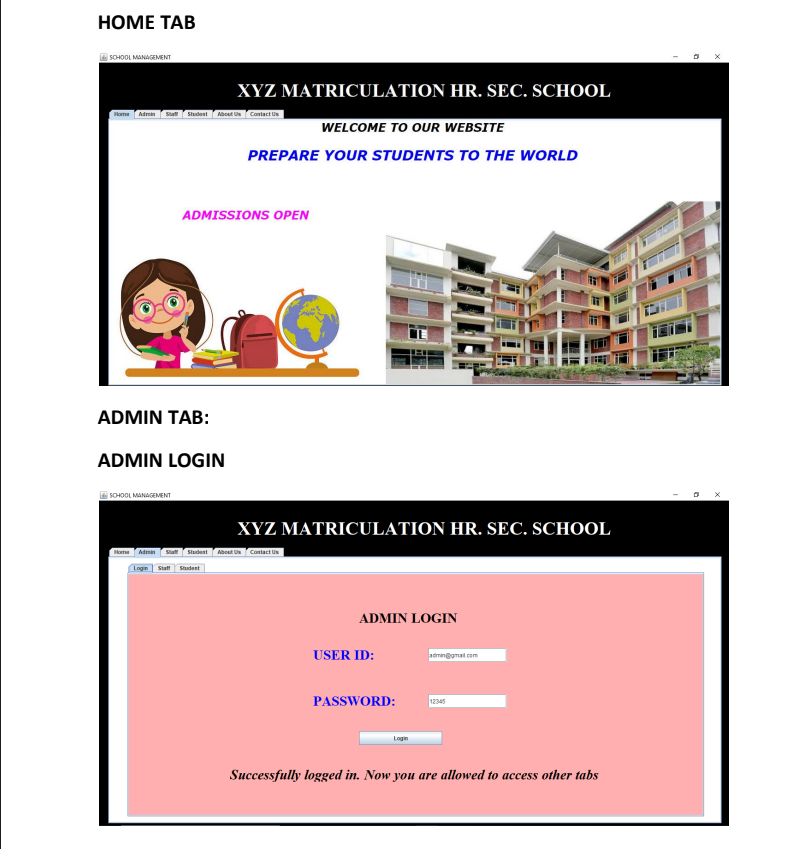 HOME TAB
SCHOOL MANAGEMENT
XYZ MATRICULATION HR. SEC. SCHOOL
Home Admin Staff Student About Us Contact Us
WELCOME TO OUR WEBSITE
PREPARE YOUR STUDENTS TO THE WORLD
ADMISSIONS OPEN
ADMIN TAB:
ADMIN LOGIN
SCHOOL MANAGEMENT
XYZ MATRICULATION HR. SEC. SCHOOL
Home Admin Staff Student About Us Contact Us
Login Staff Student
ADMIN LOGIN
USER ID: admin@gmail.com
PASSWORD: 12345
Login
Successfully logged in. Now you are allowed to access other tabs